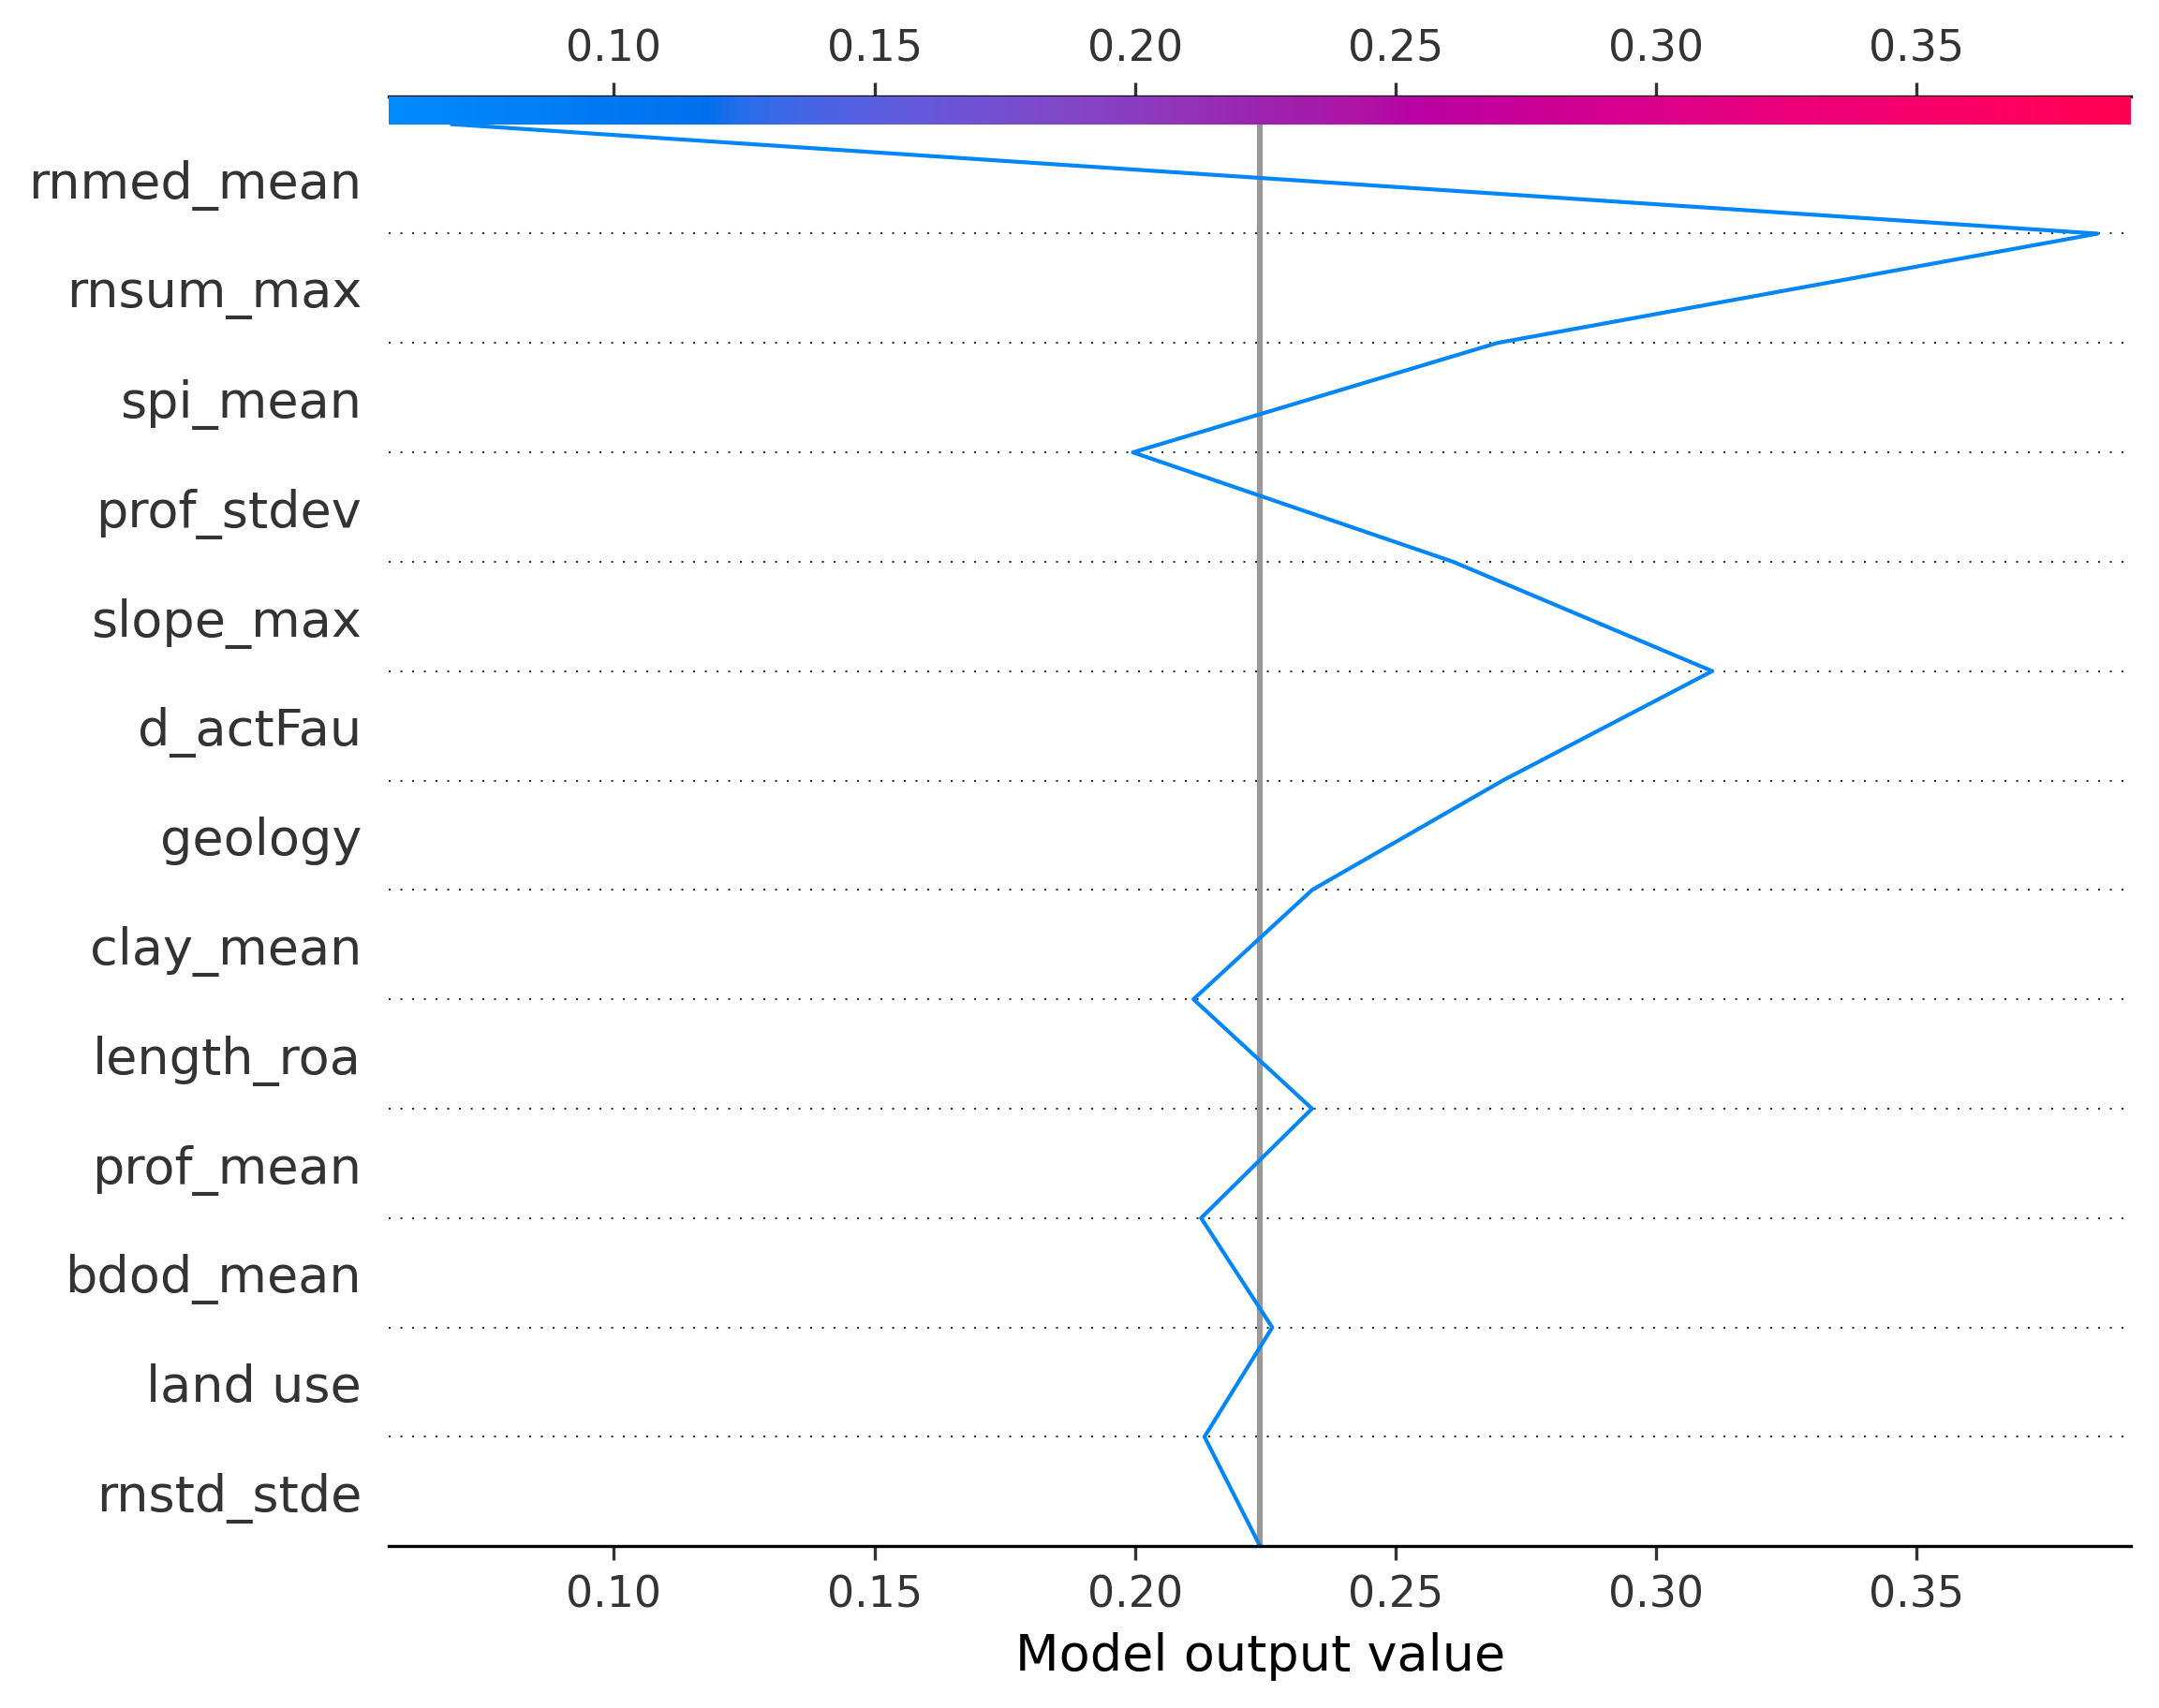 0.10 0.15 0.20 0.25 0.30 0.35
rnmed_mean
rnsum_max
spi_mean
prof_stdev
slope_max
d_actFau
geology
clay_mean
length_roa
prof_mean
bdod_mean
land use
rnstd_stde
0.10 0.15 0.20 0.25 0.30 0.35
Model output value